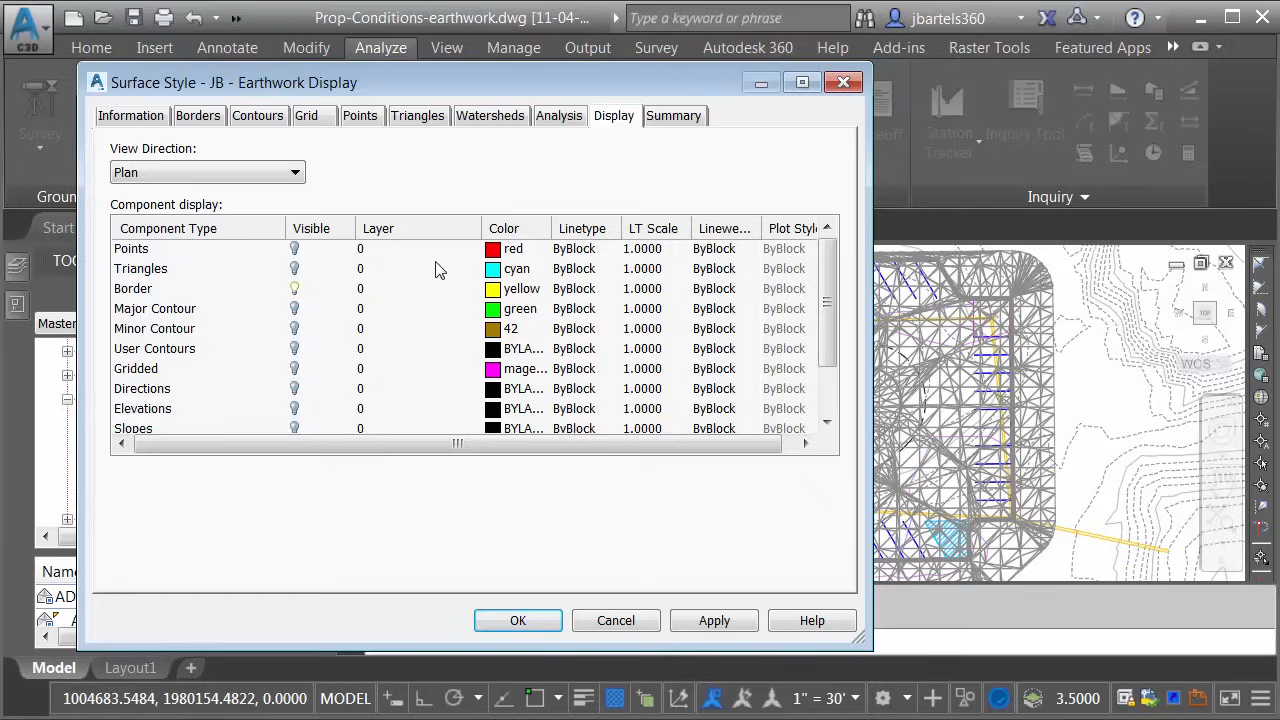 Prop-Conditions-earthwork.dwg [11-04-...
Type a keyword or phrase
jbartels360
C3D
Home Insert Annotate Modify Analyze View Manage Output Survey Autodesk 360 Help Add-ins Raster Tools Featured Apps
Surface Style - JB - Earthwork Display
Information Borders Contours Grid Points Triangles Watersheds Analysis Display Summary
Survey
Station Tracker
Inquiry Tool
Inquiry
Groun
Start
TOO
Master
View Direction:
Plan
Component display:
Component Type Visible Layer Color Linetype LT Scale Linewe... Plot Style
Points 0 red ByBlock 1.0000 ByBlock ByBlock
Triangles 0 cyan ByBlock 1.0000 ByBlock ByBlock
Border 0 yellow ByBlock 1.0000 ByBlock ByBlock
Major Contour 0 green ByBlock 1.0000 ByBlock ByBlock
Minor Contour 0 42 ByBlock 1.0000 ByBlock ByBlock
User Contours 0 BYLA... ByBlock 1.0000 ByBlock ByBlock
Gridded 0 mage... ByBlock 1.0000 ByBlock ByBlock
Directions 0 BYLA... ByBlock 1.0000 ByBlock ByBlock
Elevations 0 BYLA... ByBlock 1.0000 ByBlock ByBlock
Slopes 0 BYLA... ByBlock 1.0000 ByBlock ByBlock
TOP
WCS
Name
AD
OK Cancel Apply Help
Model Layout1
1004683.5484, 1980154.4822, 0.0000 MODEL 1" = 30' 3.5000